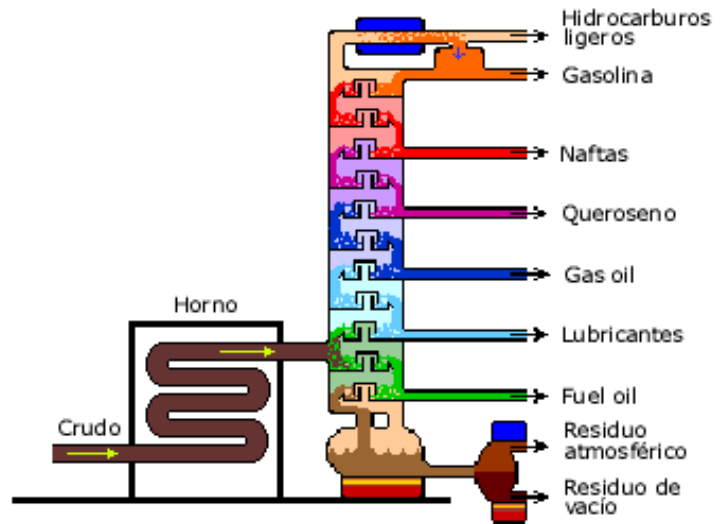 Hidrocarburos
ligeros
Gasolina
Naftas
Queroseno
Gas oil
Horno
Lubricantes
Crudo
Fuel oil
Residuo
atmosférico
Residuo de
vacío